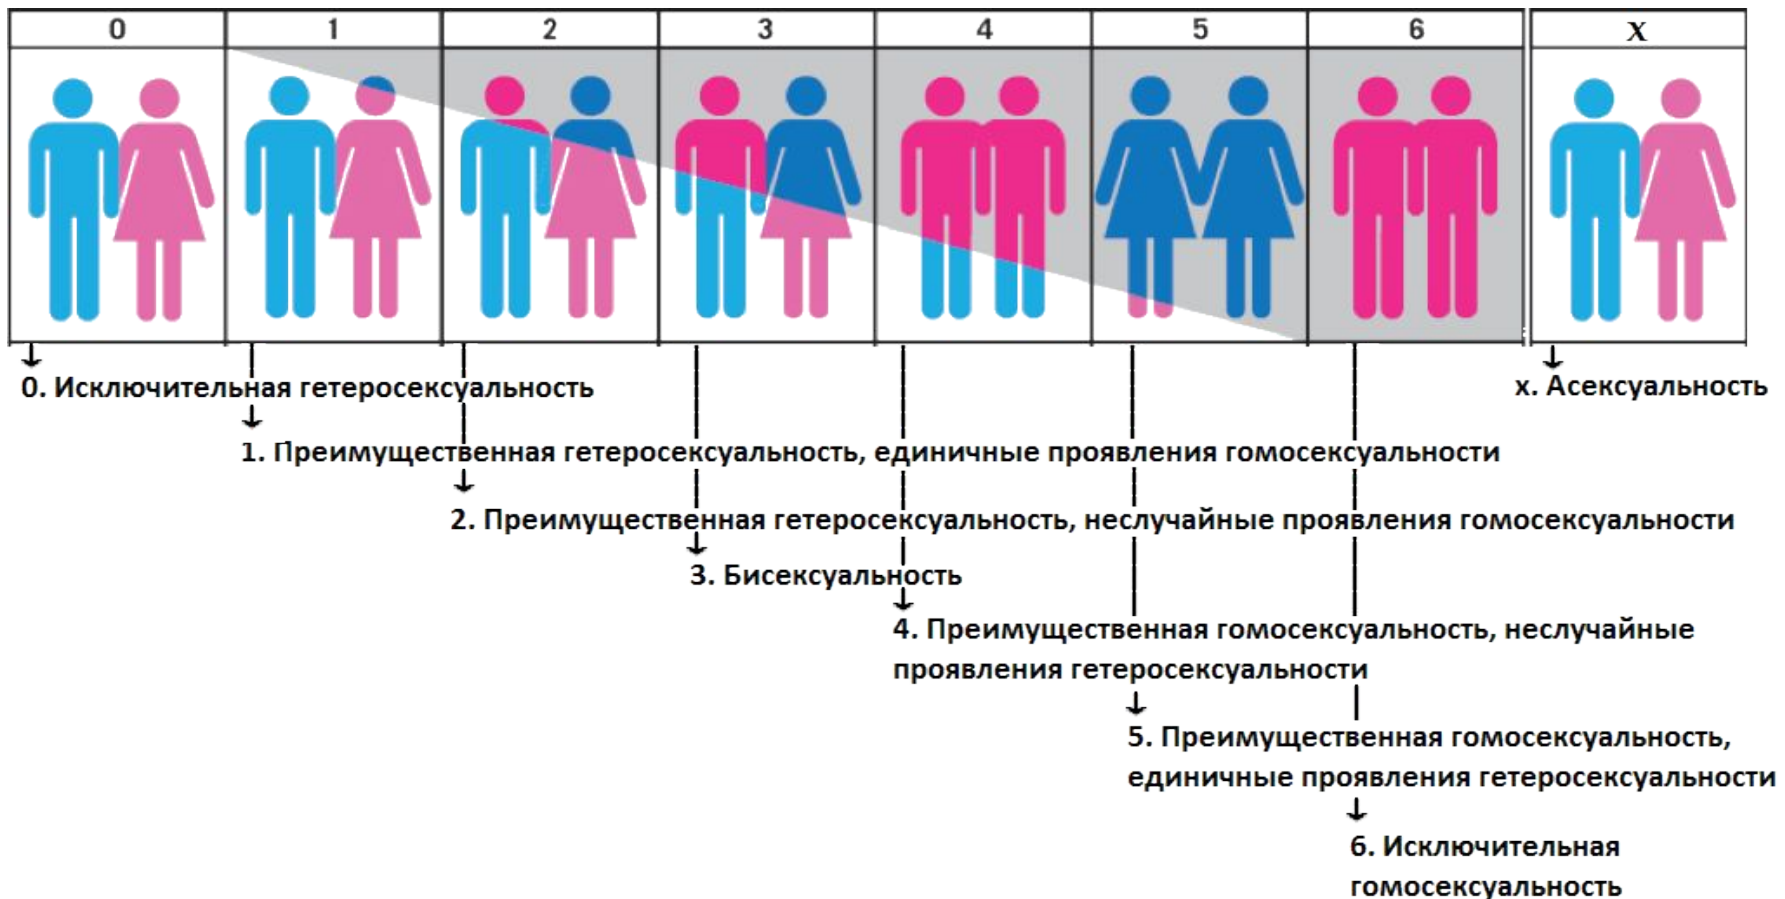 0 1 2 3 4 5 6 X
0. Исключительная гетеросексуальность
x. Асексуальность
1. Преимущественная гетеросексуальность, единичные проявления гомосексуальности
2. Преимущественная гетеросексуальность, неслучайные проявления гомосексуальности
3. Бисексуальность
4. Преимущественная гомосексуальность, неслучайные
проявления гетеросексуальности
5. Преимущественная гомосексуальность,
единичные проявления гетеросексуальности
6. Исключительная
гомосексуальность